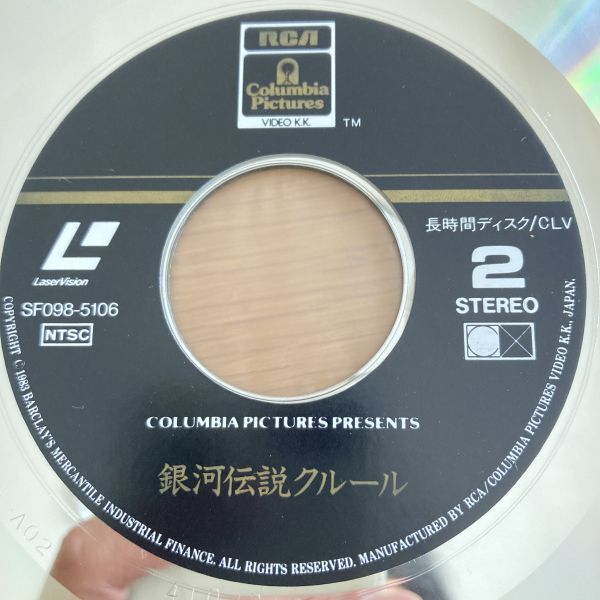 RCA
Columbia
Pictures
VIDEO K.K.
TM
長時間ディスク/CLV
LaserVision
2
STEREO
SF098-5106
NTSC
COLUMBIA PICTURES PRESENTS
銀河伝説クルール
COPYRIGHT © 1983 BARCLAY'S MERCANTILE INDUSTRIAL FINANCE. ALL RIGHTS RESERVED. MANUFACTURED BY RCA/COLUMBIA PICTURES VIDEO K.K., JAPAN.
A02